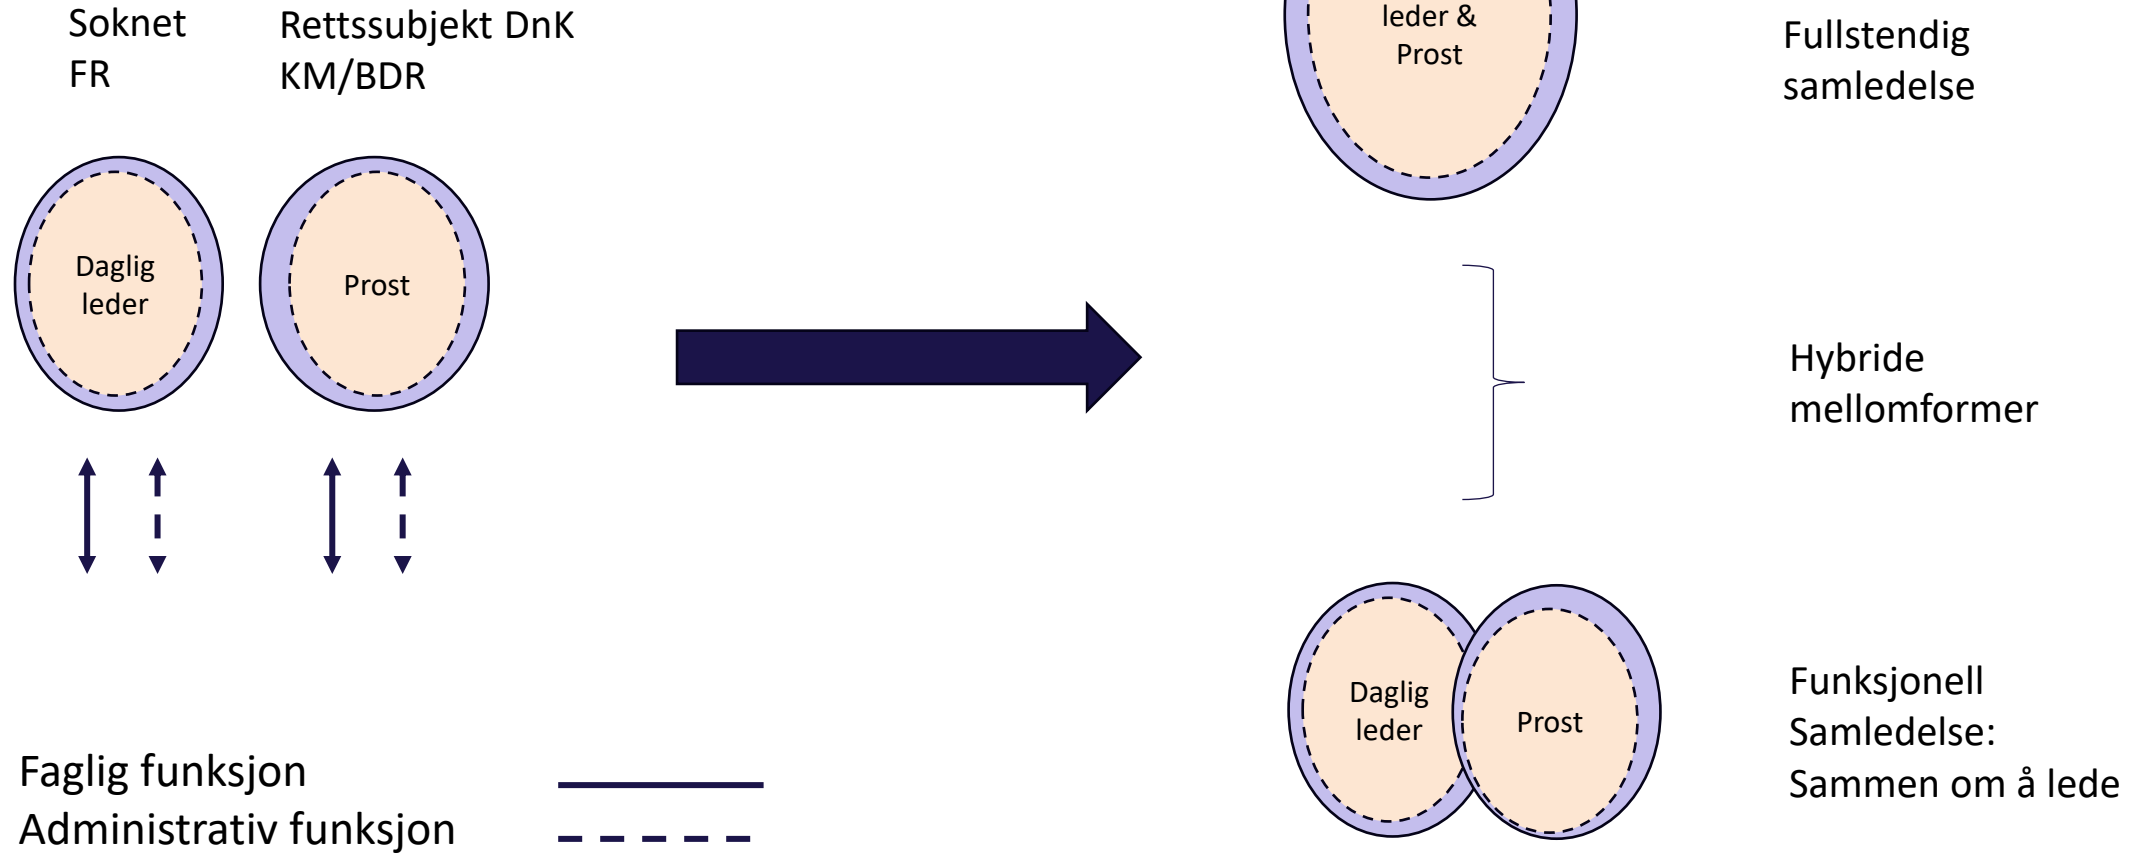 Soknet
FR
Rettssubjekt DnK
KM/BDR
Daglig
leder
Prost
Faglig funksjon
Administrativ funksjon
leder &
Prost
Fullstendig
samledelse
Hybride
mellomformer
Daglig
leder
Prost
Funksjonell
Samledelse:
Sammen om å lede